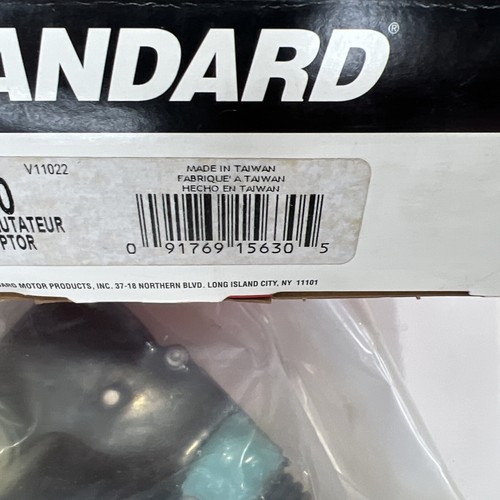 ANDARD®
V11022
MADE IN TAIWAN
FABRIQUE' A TAIWAN
HECHO EN TAIWAN
0
UTATEUR
PTOR
0 91769 15630 5
ARD MOTOR PRODUCTS, INC. 37-18 NORTHERN BLVD. LONG ISLAND CITY, NY 11101